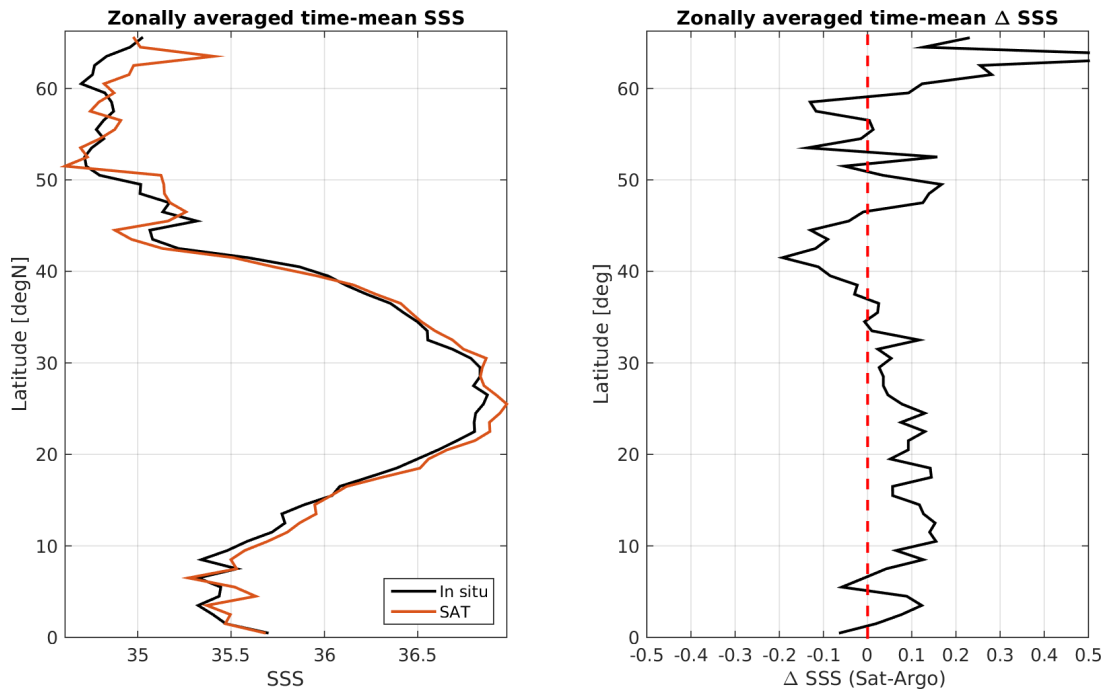 Zonally averaged time-mean SSS
Latitude [degN]
60
50
40
30
20
10
0
35
35.5
36
36.5
SSS
In situ
SAT
Zonally averaged time-mean Δ SSS
Latitude [deg]
60
50
40
30
20
10
0
-0.5 -0.4 -0.3 -0.2 -0.1 0 0.1 0.2 0.3 0.4 0.5
Δ SSS (Sat-Argo)